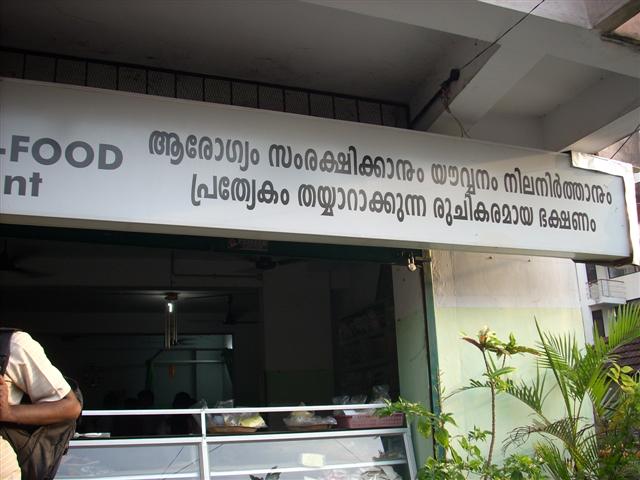 -FOOD
nt
ആരോഗ്യം സംരക്ഷിക്കാനും യൗവ്വനം നിലനിർത്താനും
പ്രത്യേകം തയ്യാറാക്കുന്ന രുചികരമായ ഭക്ഷണം